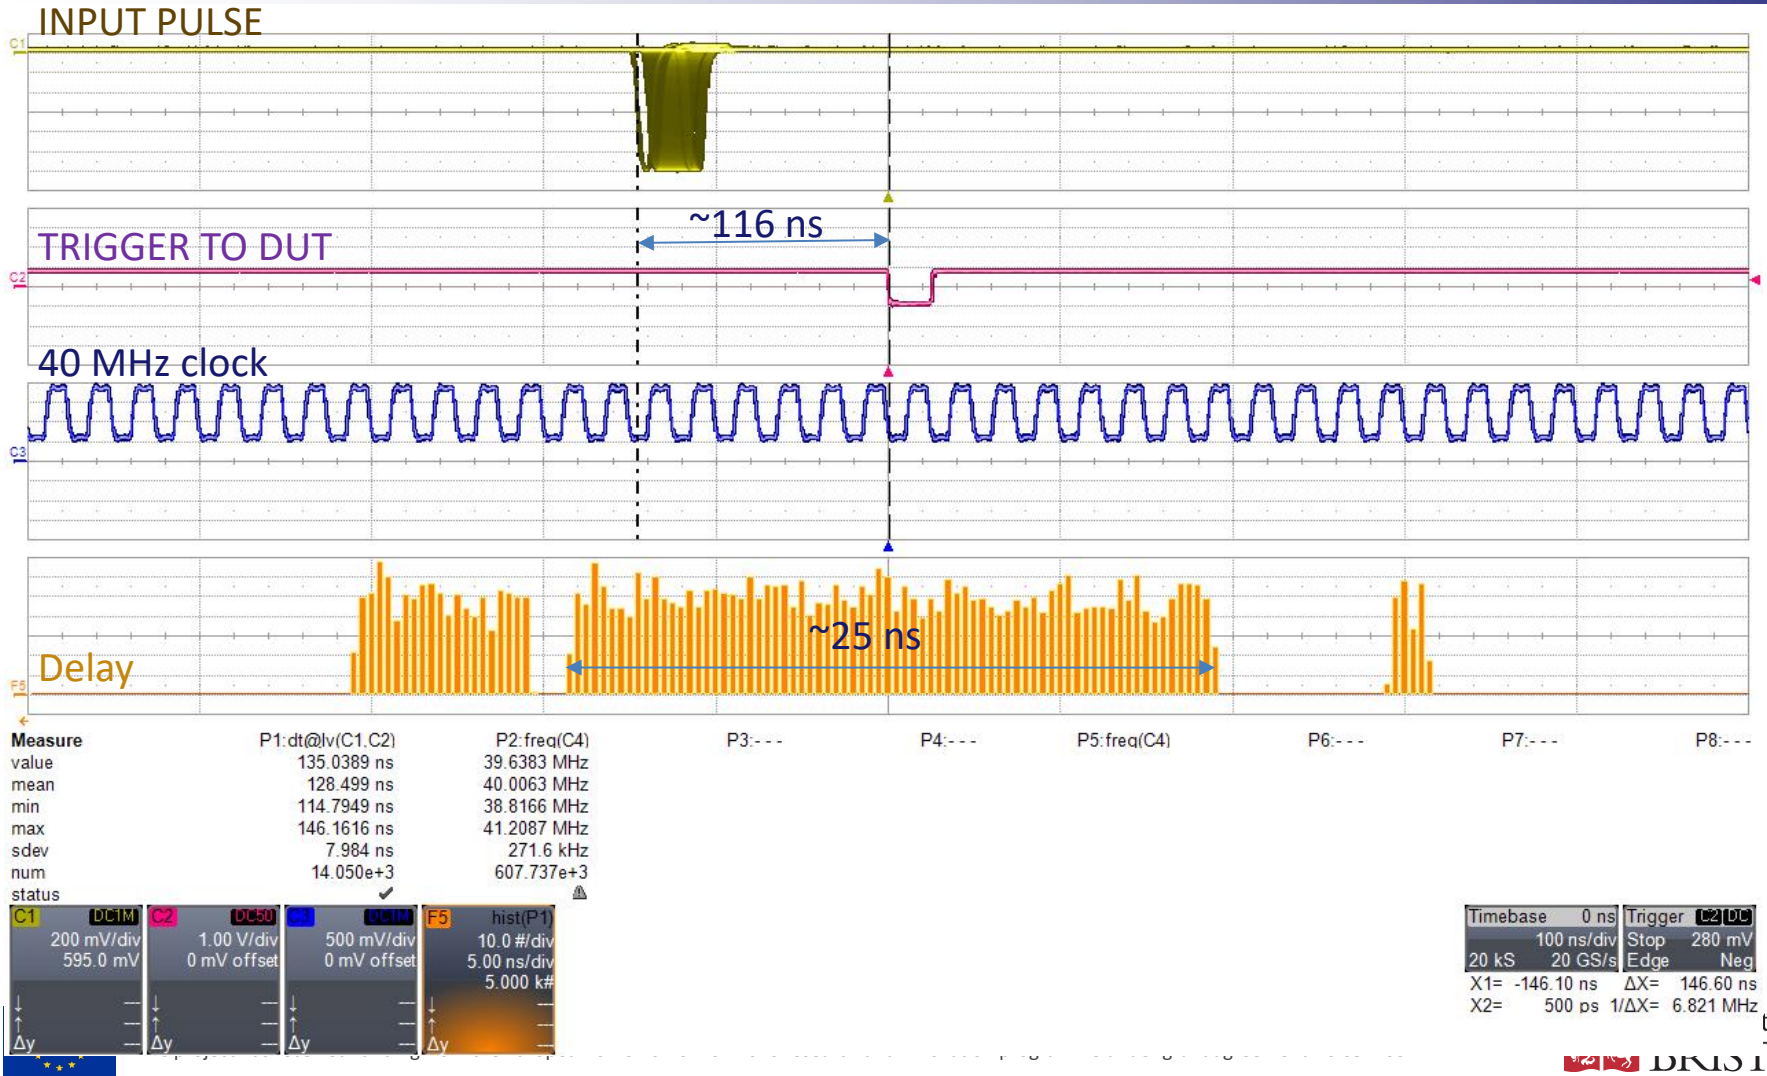 INPUT PULSE
C1
~116 ns
TRIGGER TO DUT
C2
40 MHz clock
C3
~25 ns
Delay
F5
Measure P1:dt@lv(C1,C2) P2:freq(C4) P3:- - - P4:- - - P5:freq(C4) P6:- - - P7:- - - P8:- - -
value 135.0389 ns 39.6383 MHz
mean 128.499 ns 40.0063 MHz
min 114.7949 ns 38.8166 MHz
max 146.1616 ns 41.2087 MHz
sdev 7.984 ns 271.6 kHz
num 14.050e+3 607.737e+3
status
C1 DC1M C2 DC50 C3 DC1M F5 hist(P1) Timebase 0 ns Trigger C2 DC
200 mV/div 1.00 V/div 500 mV/div 10.0 #/div 100 ns/div Stop 280 mV
595.0 mV 0 mV offset 0 mV offset 5.00 ns/div 20 kS 20 GS/s Edge Neg
5.000 k#
X1= -146.10 ns ΔX= 146.60 ns
X2= 500 ps 1/ΔX= 6.821 MHz
Δy Δy Δy Δy